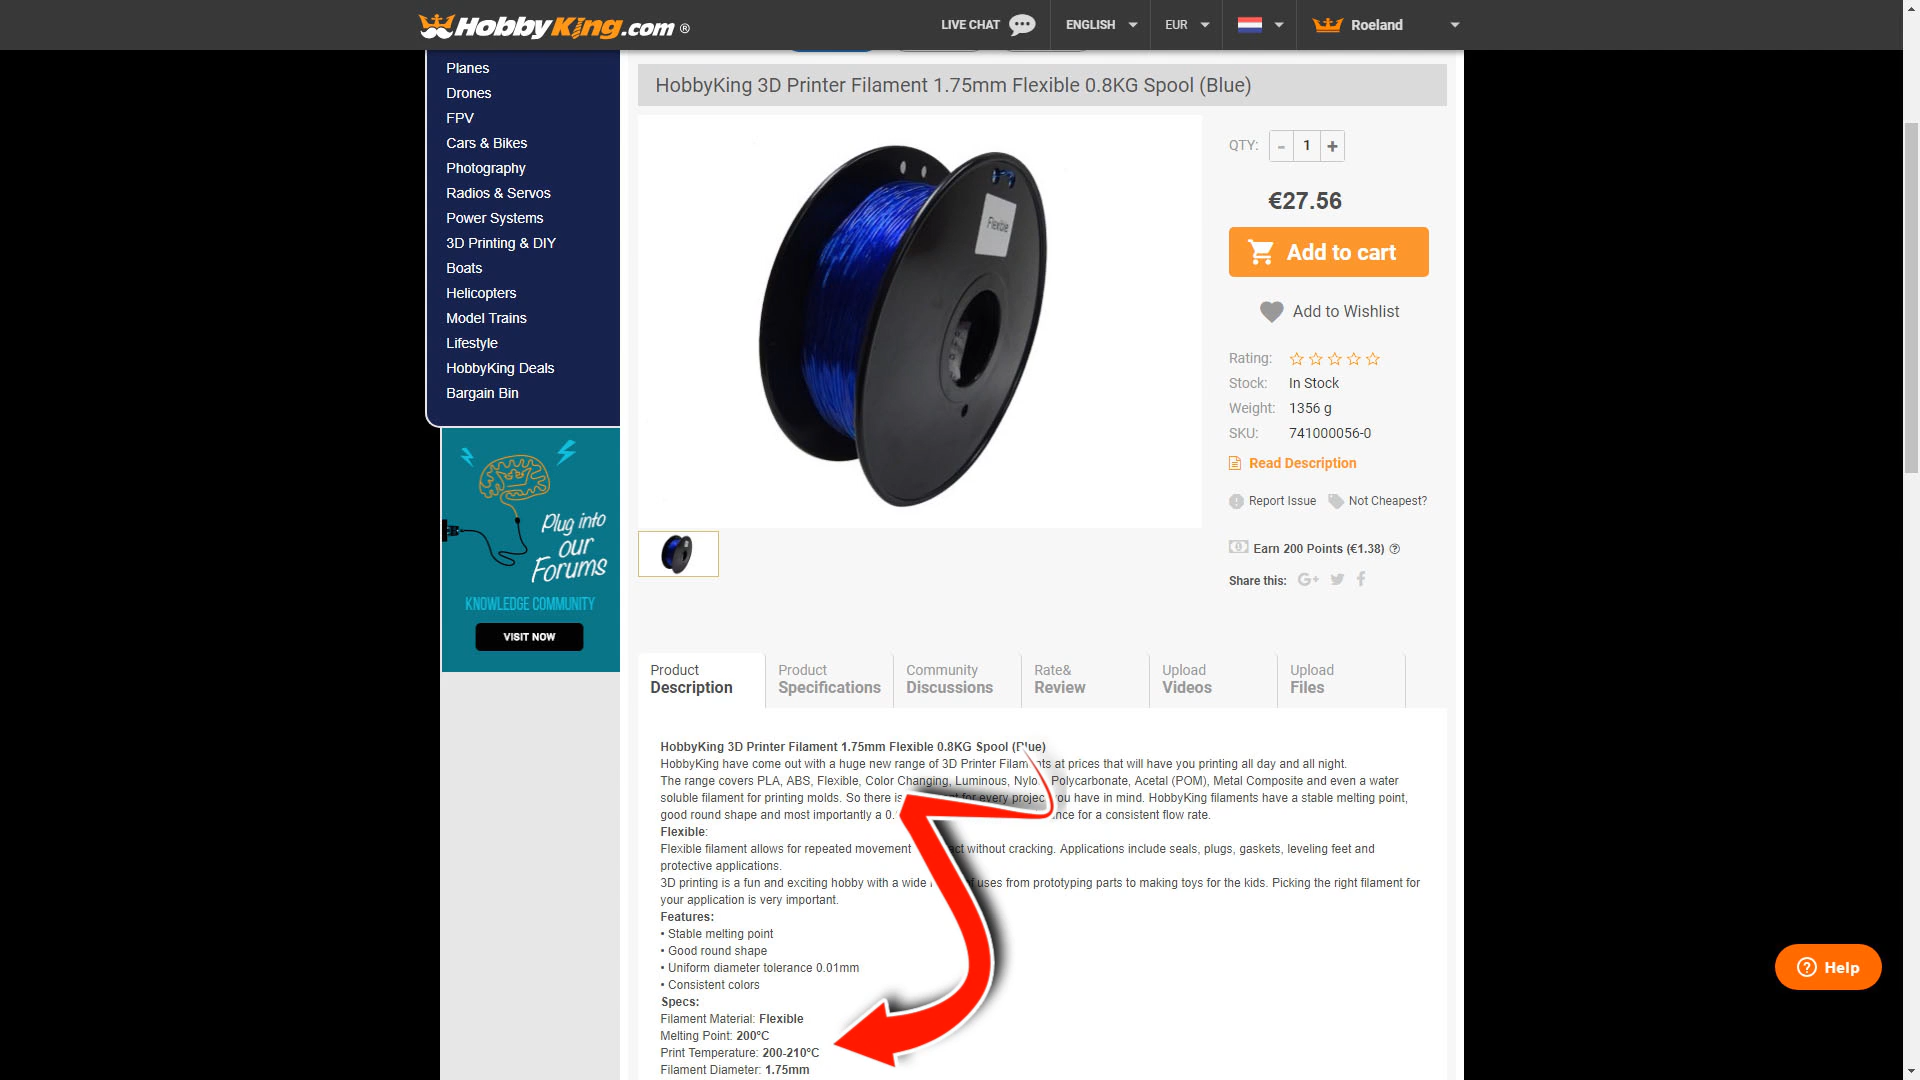 HobbyKing.com ®
LIVE CHAT
ENGLISH
EUR
Roeland
Planes
Drones
FPV
Cars & Bikes
Photography
Radios & Servos
Power Systems
3D Printing & DIY
Boats
Helicopters
Model Trains
Lifestyle
HobbyKing Deals
Bargain Bin
Plug into
our
Forums
KNOWLEDGE COMMUNITY
VISIT NOW
HobbyKing 3D Printer Filament 1.75mm Flexible 0.8KG Spool (Blue)
Flexible
QTY: - 1 +
€27.56
Add to cart
Add to Wishlist
Rating:
Stock: In Stock
Weight: 1356 g
SKU: 741000056-0
Read Description
Report Issue Not Cheapest?
Earn 200 Points (€1.38) ?
Share this: G+
Product Description
Product Specifications
Community Discussions
Rate& Review
Upload Videos
Upload Files
HobbyKing 3D Printer Filament 1.75mm Flexible 0.8KG Spool (Blue)
HobbyKing have come out with a huge new range of 3D Printer Filaments at prices that will have you printing all day and all night.
The range covers PLA, ABS, Flexible, Color Changing, Luminous, Nylon, Polycarbonate, Acetal (POM), Metal Composite and even a water
soluble filament for printing molds. So there is for every project you have in mind. HobbyKing filaments have a stable melting point,
good round shape and most importantly a 0. for a consistent flow rate.
Flexible:
Flexible filament allows for repeated movement without cracking. Applications include seals, plugs, gaskets, leveling feet and
protective applications.
3D printing is a fun and exciting hobby with a wide uses from prototyping parts to making toys for the kids. Picking the right filament for
your application is very important.
Features:
• Stable melting point
• Good round shape
• Uniform diameter tolerance 0.01mm
• Consistent colors
Specs:
Filament Material: Flexible
Melting Point: 200°C
Print Temperature: 200-210°C
Filament Diameter: 1.75mm
? Help